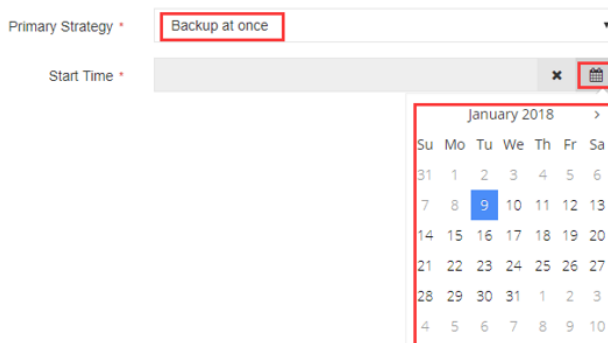 Primary Strategy * Backup at once
Start Time *
January 2018
Su Mo Tu We Th Fr Sa
31 1 2 3 4 5 6
7 8 9 10 11 12 13
14 15 16 17 18 19 20
21 22 23 24 25 26 27
28 29 30 31 1 2 3
4 5 6 7 8 9 10